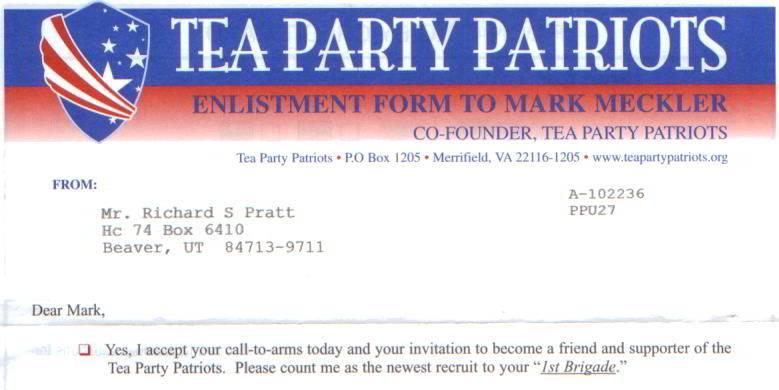 TEA PARTY PATRIOTS
ENLISTMENT FORM TO MARK MECKLER
CO-FOUNDER, TEA PARTY PATRIOTS
Tea Party Patriots • P.O Box 1205 • Merrifield, VA 22116-1205 • www.teapartypatriots.org
FROM:
A-102236
PPU27
Mr. Richard S Pratt
Hc 74 Box 6410
Beaver, UT 84713-9711
Dear Mark,
❑ Yes, I accept your call-to-arms today and your invitation to become a friend and supporter of the
Tea Party Patriots. Please count me as the newest recruit to your “1st Brigade.”